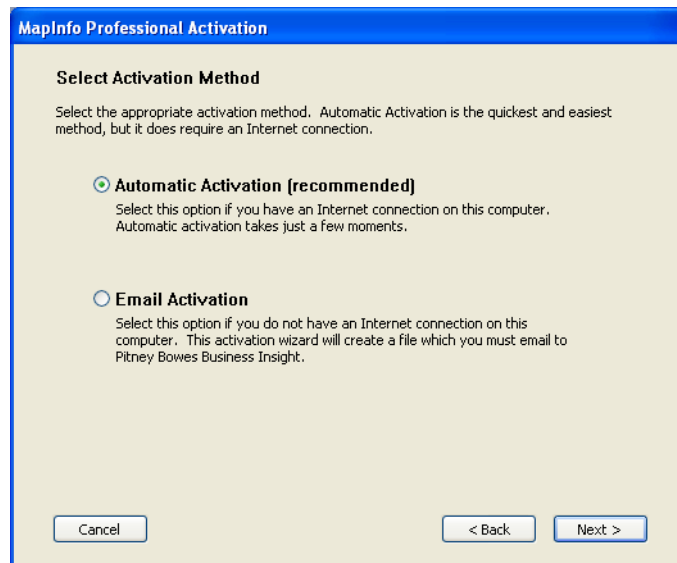 MapInfo Professional Activation
Select Activation Method
Select the appropriate activation method. Automatic Activation is the quickest and easiest
method, but it does require an Internet connection.
Automatic Activation (recommended)
Select this option if you have an Internet connection on this computer.
Automatic activation takes just a few moments.
Email Activation
Select this option if you do not have an Internet connection on this
computer. This activation wizard will create a file which you must email to
Pitney Bowes Business Insight.
Cancel
< Back
Next >